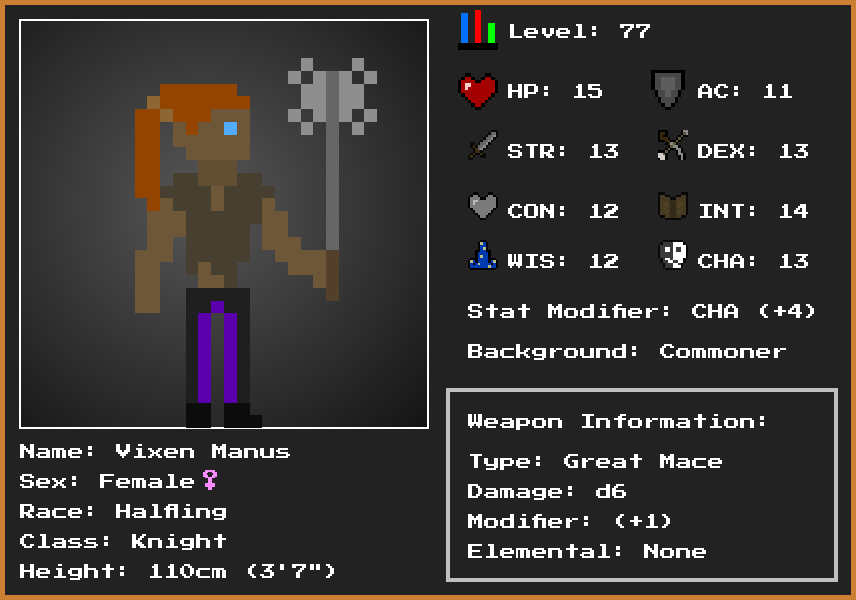 Level: 77
HP: 15 AC: 11
STR: 13 DEX: 13
CON: 12 INT: 14
WIS: 12 CHA: 13
Stat Modifier: CHA (+4)
Background: Commoner
Weapon Information:
Type: Great Mace
Damage: d6
Modifier: (+1)
Elemental: None
Name: Vixen Manus
Sex: Female♀
Race: Halfling
Class: Knight
Height: 110cm (3'7")